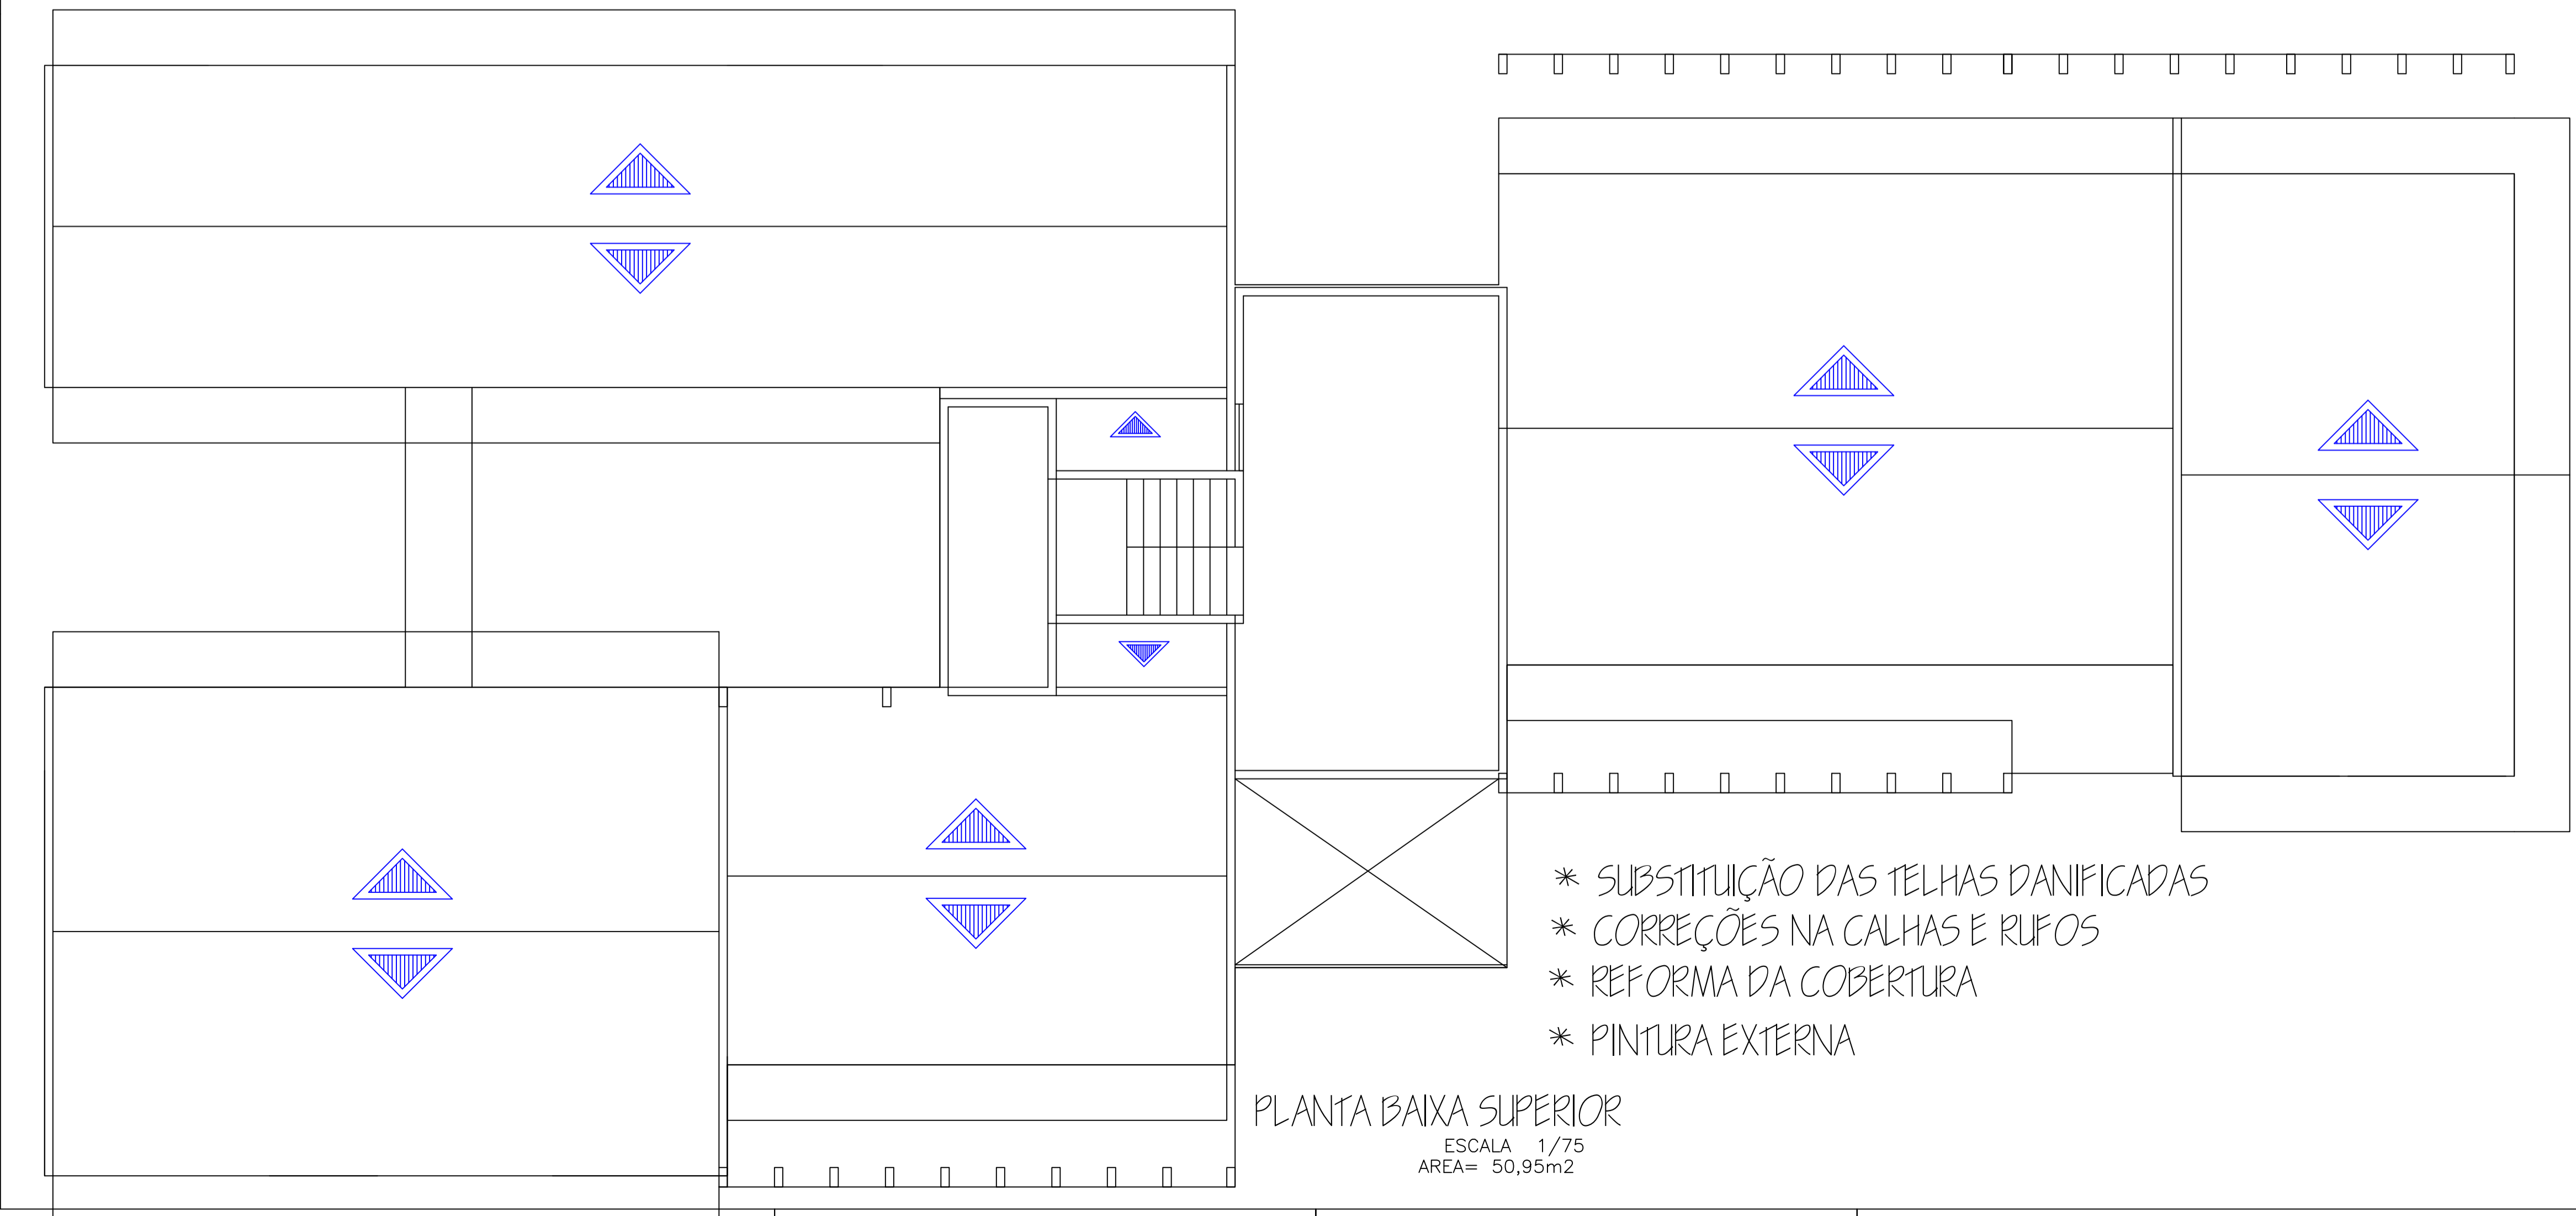 * SUBSTITUIÇÃO DAS TELHAS DANIFICADAS
* CORREÇÕES NA CALHAS E RUFOS
* REFORMA DA COBERTURA
* PINTURA EXTERNA
PLANTA BAIXA SUPERIOR
ESCALA 1/75
AREA= 50,95m2